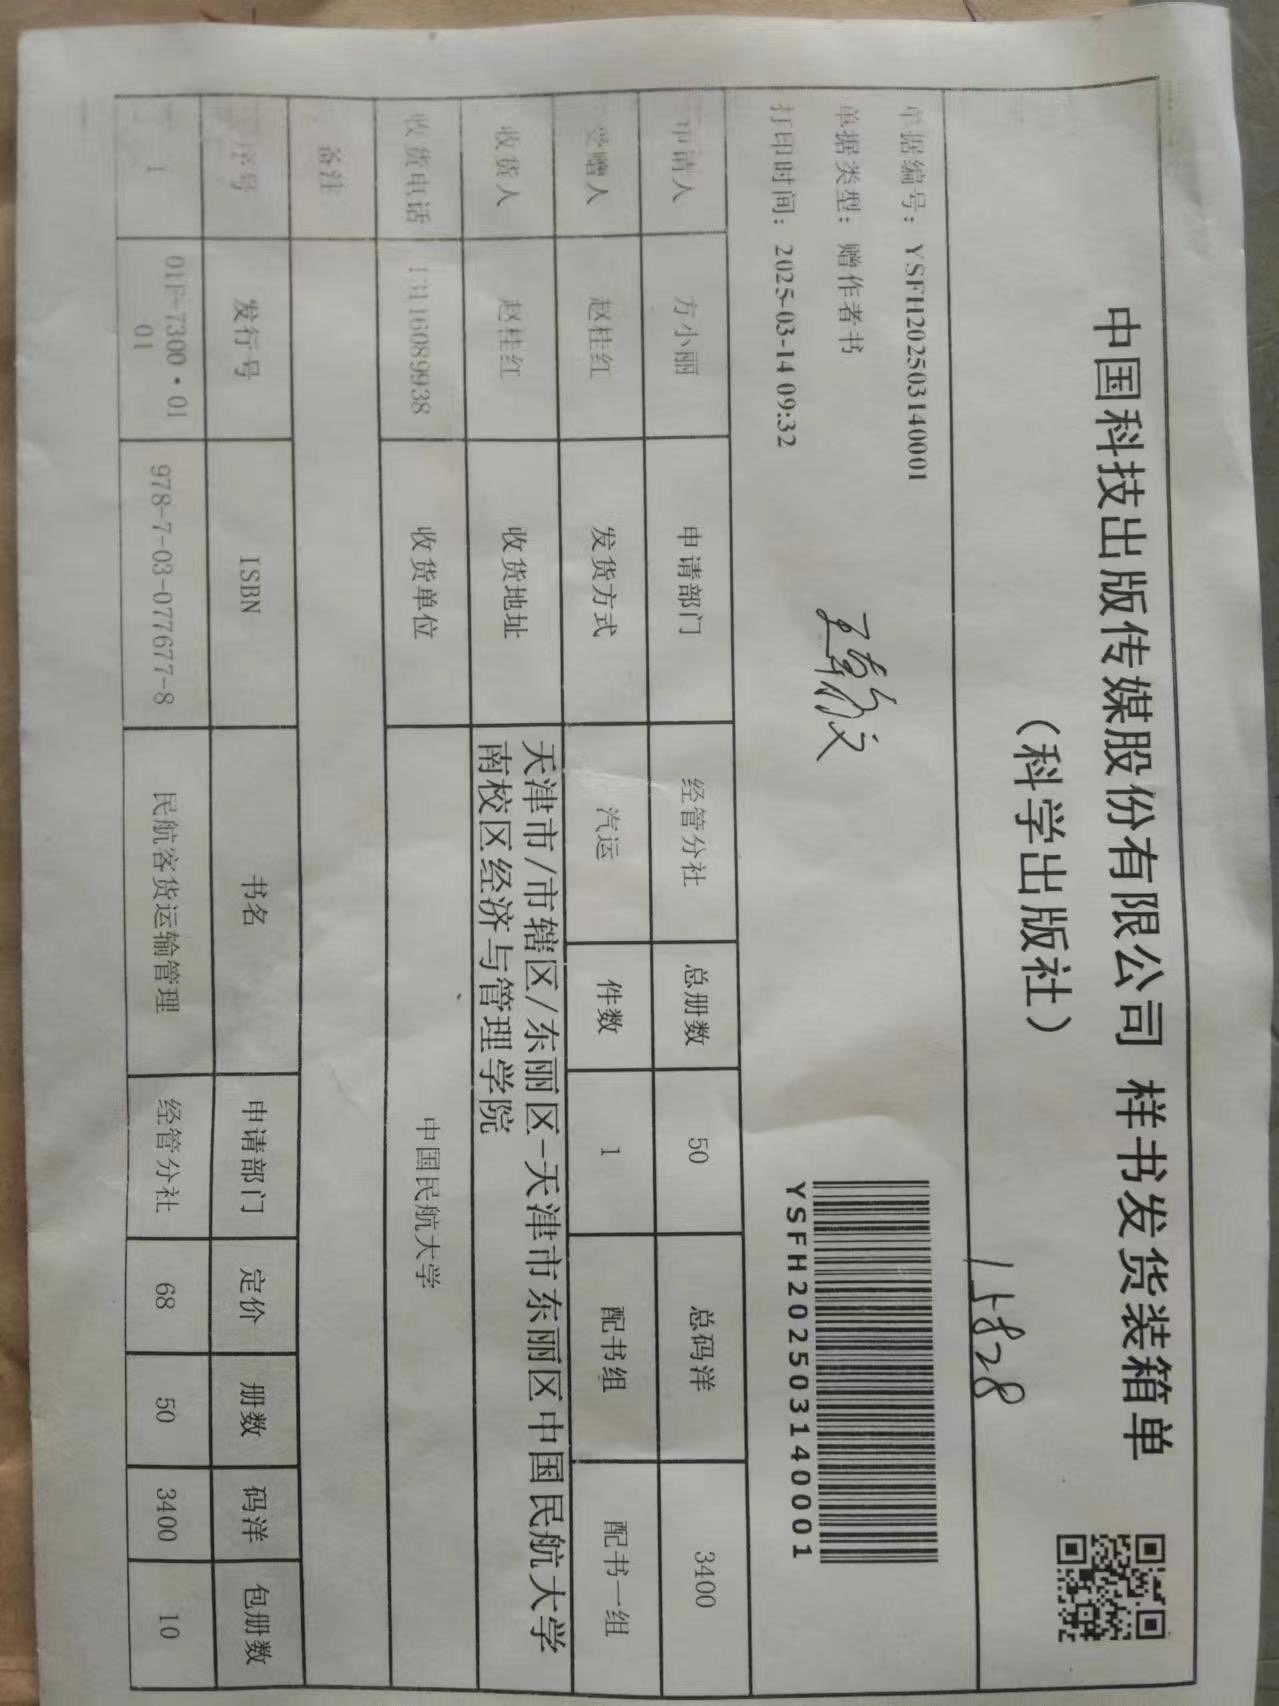 中国科技出版传媒股份有限公司 样书发货装箱单
（科学出版社）
单据编号：YSFH202503140001
单据类型：赠作者书
打印时间：2025-03-14 09:32
YSFH202503140001
申请人 方小丽 申请部门 经管分社 总册数 50 总码洋 3400
受赠人 赵桂红 发货方式 汽运 件数 1 配书组 配书一组
收货人 赵桂红 收货地址 天津市/市辖区/东丽区-天津市东丽区中国民航大学
南校区经济与管理学院
收货电话 13116089938 收货单位 中国民航大学
备注
序号 发行号 ISBN 书名 申请部门 定价 册数 码洋 包册数
1 01F-7300·01 978-7-03-077677-8 民航客货运输管理 经管分社 68 50 3400 10
01